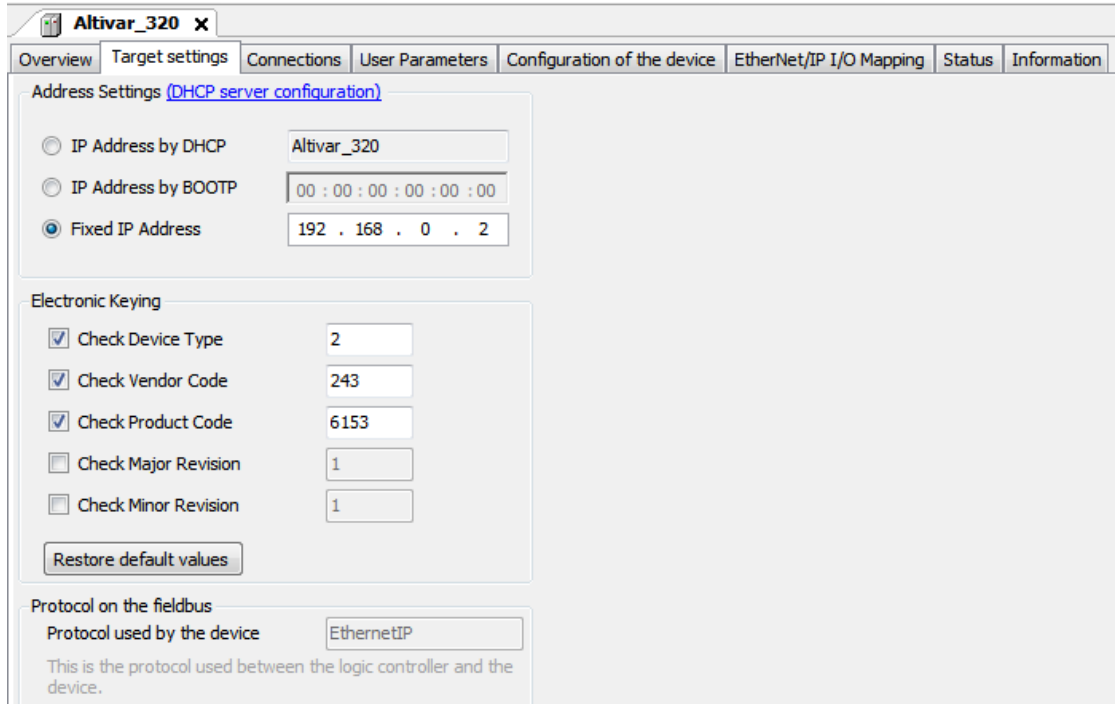 Altivar_320 x
Overview Target settings Connections User Parameters Configuration of the device EtherNet/IP I/O Mapping Status Information
Address Settings (DHCP server configuration)
IP Address by DHCP Altivar_320
IP Address by BOOTP 00 : 00 : 00 : 00 : 00 : 00
Fixed IP Address 192 . 168 . 0 . 2
Electronic Keying
Check Device Type 2
Check Vendor Code 243
Check Product Code 6153
Check Major Revision 1
Check Minor Revision 1
Restore default values
Protocol on the fieldbus
Protocol used by the device EthernetIP
This is the protocol used between the logic controller and the
device.